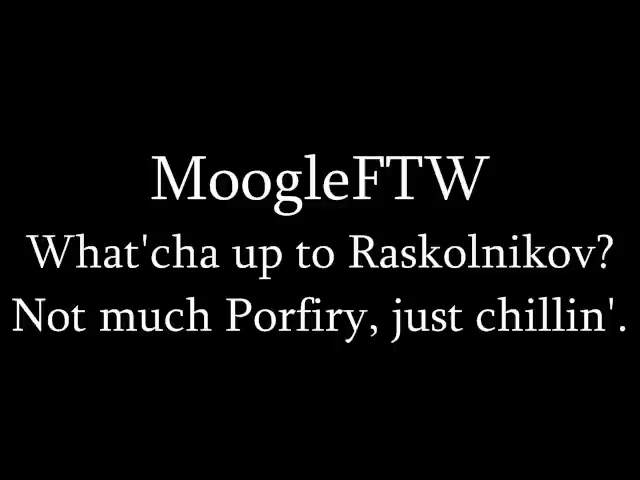 MoogleFTW
What'cha up to Raskolnikov?
Not much Porfiry, just chillin'.